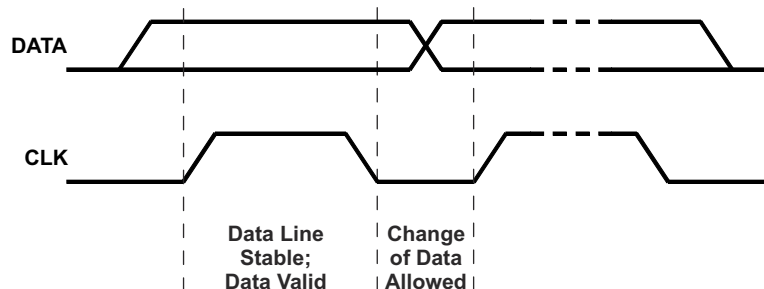 DATA
CLK
Data Line
Stable;
Data Valid
Change
of Data
Allowed